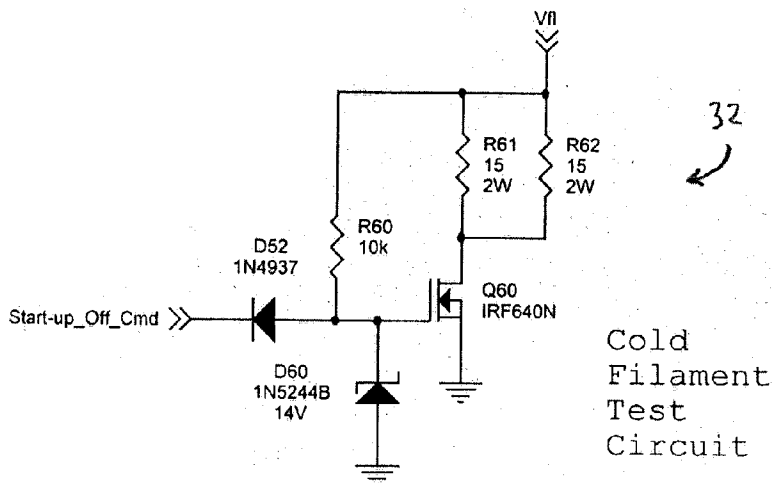 Vfl
32
R61
15
2W
R62
15
2W
R60
10k
D52
1N4937
Q60
IRF640N
Start-up_Off_Cmd
D60
1N5244B
14V
Cold
Filament
Test
Circuit